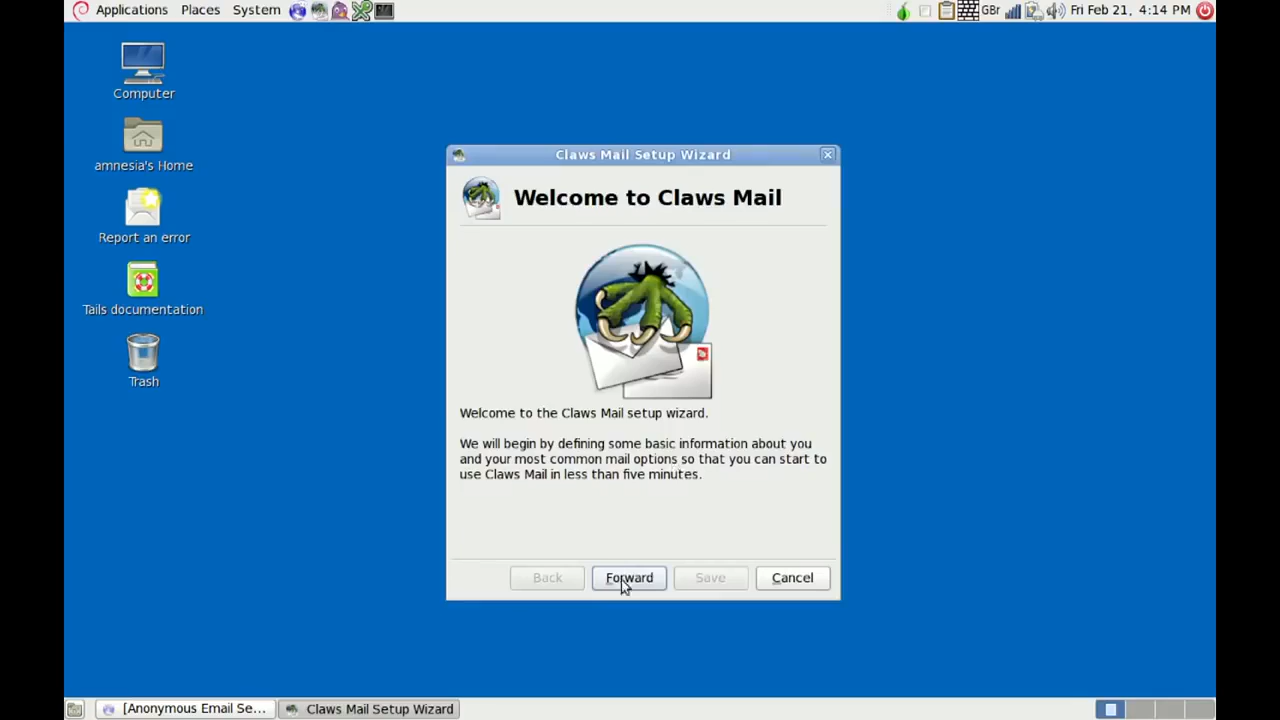 Applications Places System GBr Fri Feb 21, 4:14 PM
Computer
amnesia's Home
Report an error
Tails documentation
Trash
Claws Mail Setup Wizard
Welcome to Claws Mail
Welcome to the Claws Mail setup wizard.
We will begin by defining some basic information about you
and your most common mail options so that you can start to
use Claws Mail in less than five minutes.
Back Forward Save Cancel
[Anonymous Email Se... Claws Mail Setup Wizard